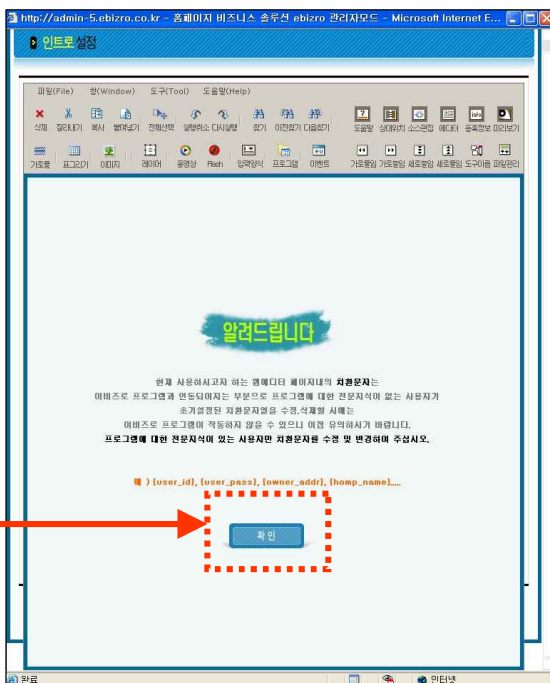 http://admin-5.ebizro.co.kr - 홈페이지 비즈니스 솔루션 ebizro 관리자모드 - Microsoft Internet E...
인트로 설정
파일(File) 창(Window) 도구(Tool) 도움말(Help)
삭제 잘라내기 복사 붙여넣기 전체선택 실행취소 다시실행 찾기 이전찾기 다음찾기 도움말 상대위치 소스편집 에디터 등록정보 미리보기
가로줄 표그리기 이미지 레이어 동영상 Flash 입력양식 프로그램 이벤트 가로줄임 가로늘임 세로줄임 세로늘임 도구이름 파일관리
알려드립니다
현재 사용하시고자 하는 웹에디터 페이지내의 치환문자는
이비즈로 프로그램과 연동되어지는 부분으로 프로그램에 대한 전문지식이 없는 사용자가
초기설정된 치환문자열을 수정.삭제할 시에는
이비즈로 프로그램이 작동하지 않을 수 있으니 이점 유의하시기 바랍니다.
프로그램에 대한 전문지식이 있는 사용자만 치환문자를 수정 및 변경하여 주십시오.
예 ) {user_id}, {user_pass}, {owner_addr}, {homp_name},,,,,
확인
완료 인터넷